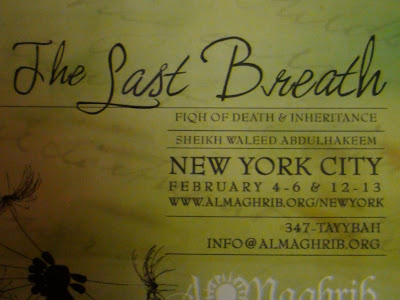 The Last Breath
FIQH OF DEATH & INHERITANCE
SHEIKH WALEED ABDULHAKEEM
NEW YORK CITY
FEBRUARY 4-6 & 12-13
WWW.ALMAGHRIB.ORG/NEWYORK
347-TAYYBAH
INFO@ALMAGHRIB.ORG
AlMaghrib